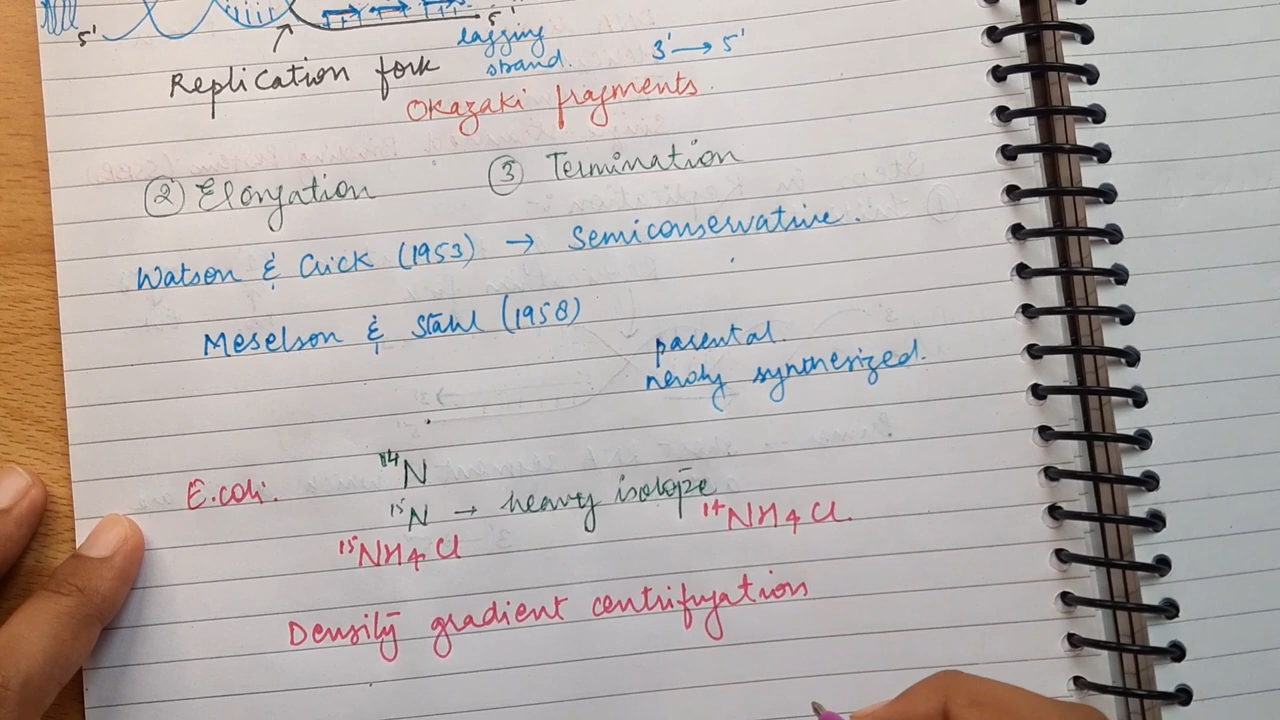 5' 5'
lagging
Replication fork strand. 3' → 5'
Okazaki fragments.
② Elongation ③ Termination
Watson & Crick (1953) → Semiconservative.
Meselson & Stahl (1958)
parental.
newly synthesized.
E.coli. ¹⁴N
¹⁵N → heavy isotope
¹⁵NH4Cl ¹⁴NH4Cl.
Density gradient centrifugation